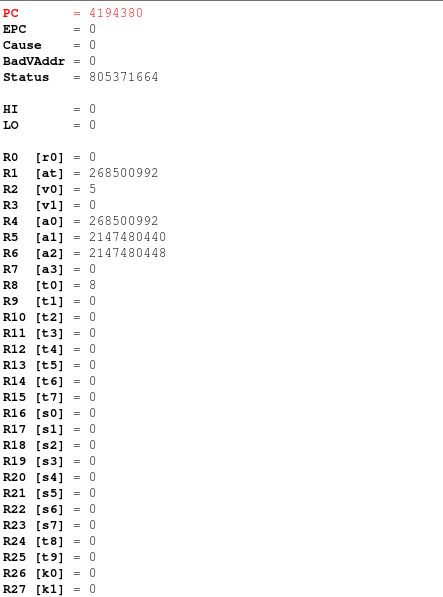 PC = 4194380
EPC = 0
Cause = 0
BadVAddr = 0
Status = 805371664
HI = 0
LO = 0
R0 [r0] = 0
R1 [at] = 268500992
R2 [v0] = 5
R3 [v1] = 0
R4 [a0] = 268500992
R5 [a1] = 2147480440
R6 [a2] = 2147480448
R7 [a3] = 0
R8 [t0] = 8
R9 [t1] = 0
R10 [t2] = 0
R11 [t3] = 0
R12 [t4] = 0
R13 [t5] = 0
R14 [t6] = 0
R15 [t7] = 0
R16 [s0] = 0
R17 [s1] = 0
R18 [s2] = 0
R19 [s3] = 0
R20 [s4] = 0
R21 [s5] = 0
R22 [s6] = 0
R23 [s7] = 0
R24 [t8] = 0
R25 [t9] = 0
R26 [k0] = 0
R27 [k1] = 0